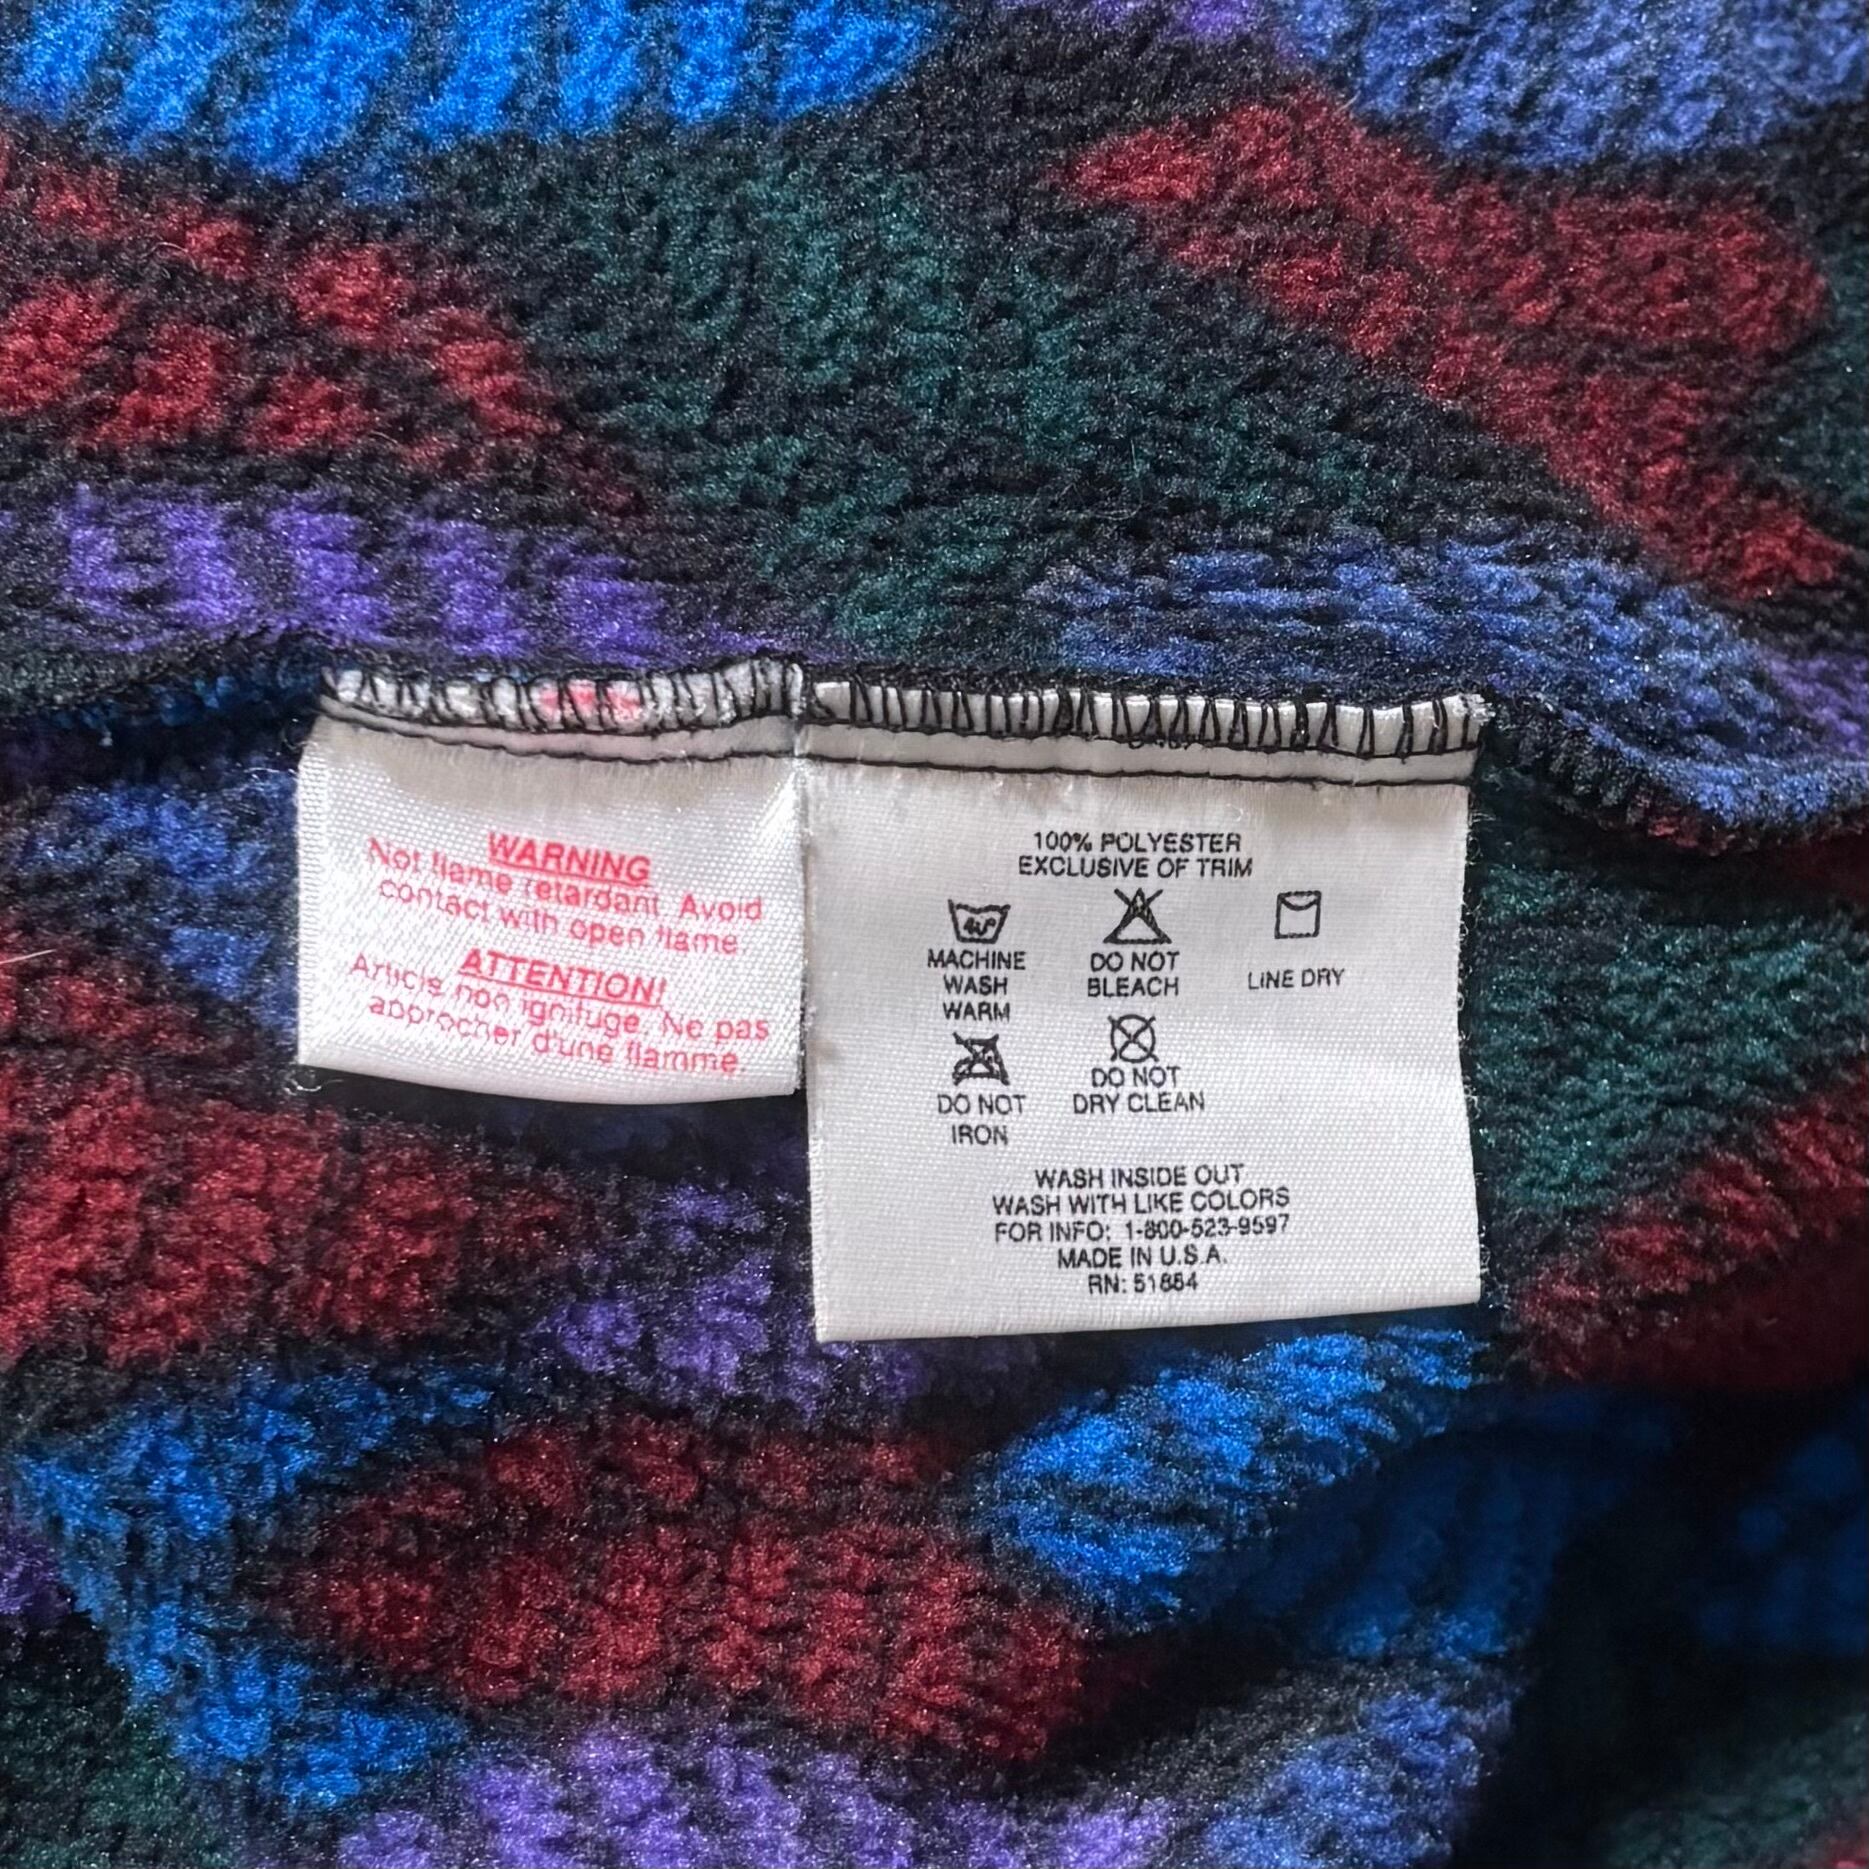 WARNING
Not flame retardant. Avoid
contact with open flame.
ATTENTION!
Article non ignifuge. Ne pas
approcher d'une flamme.
100% POLYESTER
EXCLUSIVE OF TRIM
40°
MACHINE
WASH
WARM
DO NOT
BLEACH
LINE DRY
DO NOT
IRON
DO NOT
DRY CLEAN
WASH INSIDE OUT
WASH WITH LIKE COLORS
FOR INFO: 1-800-523-9597
MADE IN U.S.A.
RN: 51884